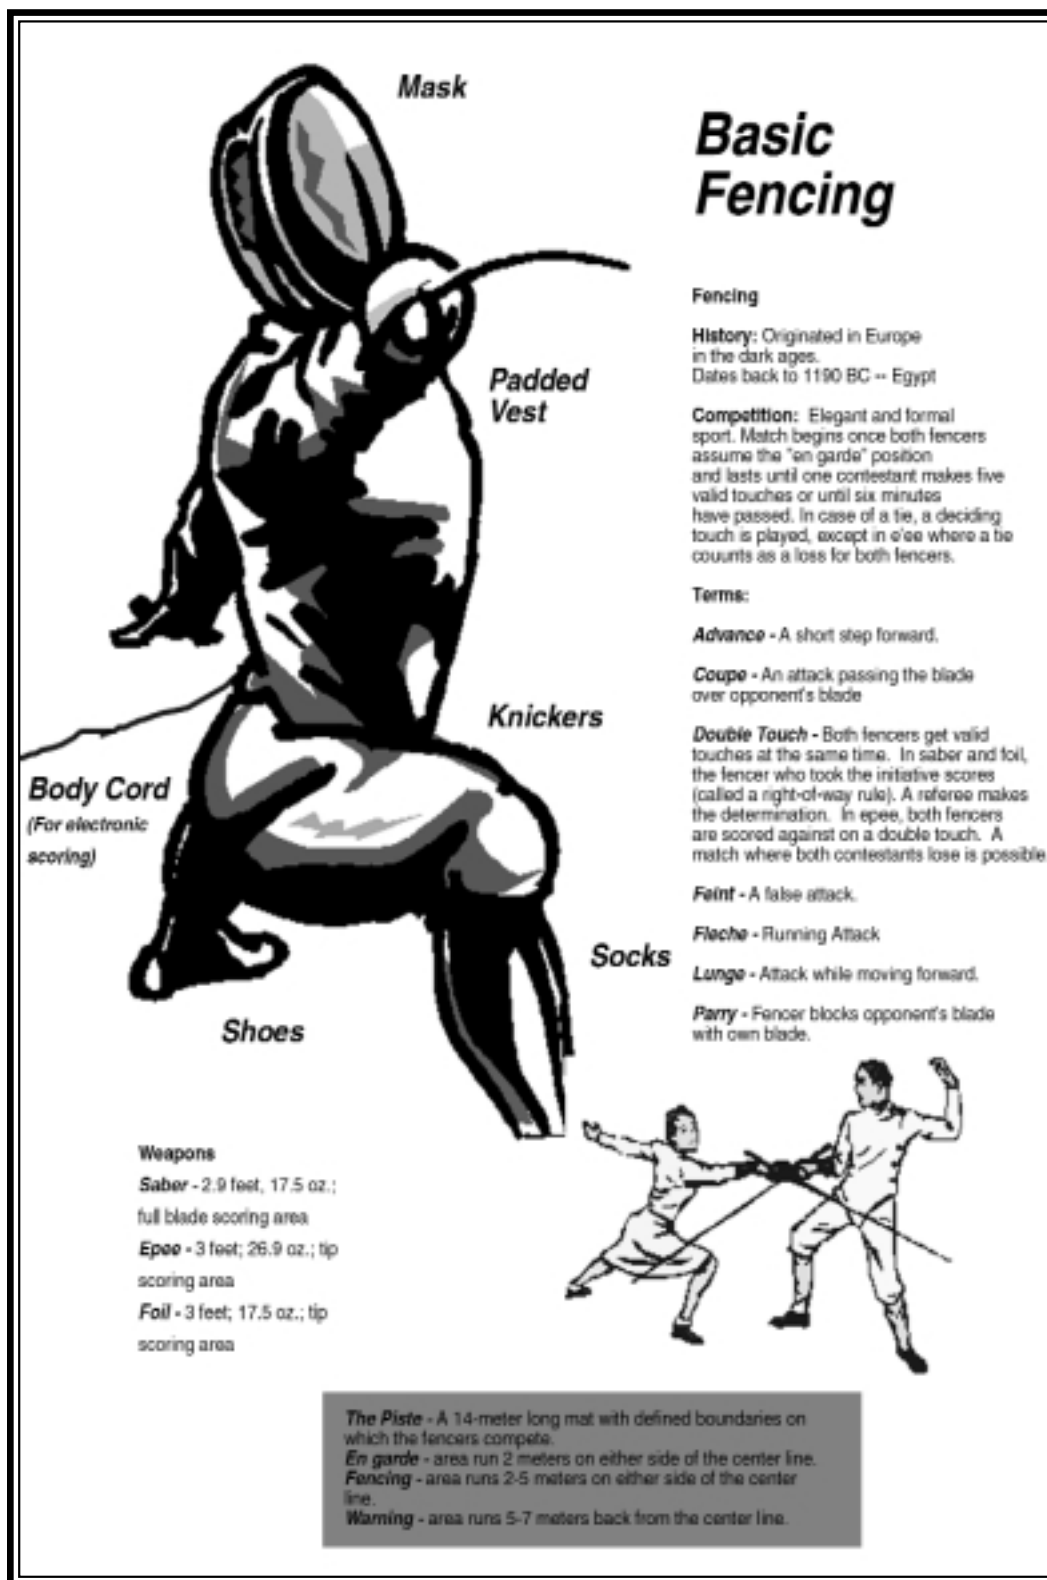 Mask
Basic
Fencing
Fencing
History: Originated in Europe
in the dark ages.
Dates back to 1190 BC -- Egypt
Padded
Vest
Competition: Elegant and formal
sport. Match begins once both fencers
assume the "en garde" position
and lasts until one contestant makes five
valid touches or until six minutes
have passed. In case of a tie, a deciding
touch is played, except in e'ee where a tie
couunts as a loss for both fencers.
Terms:
Advance - A short step forward.
Coupe - An attack passing the blade
over opponent's blade
Knickers
Double Touch - Both fencers get valid
touches at the same time. In saber and foil,
the fencer who took the initiative scores
(called a right-of-way rule). A referee makes
the determination. In epee, both fencers
are scored against on a double touch. A
match where both contestants lose is possible
Body Cord
(For electronic
scoring)
Feint - A false attack.
Fleche - Running Attack
Socks
Lunge - Attack while moving forward.
Parry - Fencer blocks opponent's blade
with own blade.
Shoes
Weapons
Saber - 2.9 feet, 17.5 oz.;
full blade scoring area
Epee - 3 feet; 26.9 oz.; tip
scoring area
Foil - 3 feet; 17.5 oz.; tip
scoring area
The Piste - A 14-meter long mat with defined boundaries on
which the fencers compete.
En garde - area run 2 meters on either side of the center line.
Fencing - area runs 2-5 meters on either side of the center
line.
Warning - area runs 5-7 meters back from the center line.